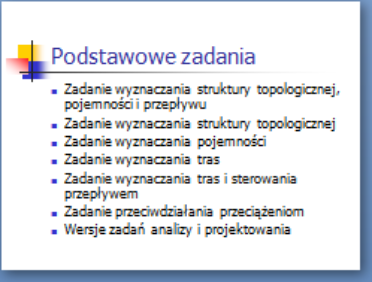 Podstawowe zadania
Zadanie wyznaczania struktury topologicznej,
pojemności i przepływu
Zadanie wyznaczania struktury topologicznej
Zadanie wyznaczania pojemności
Zadanie wyznaczania tras
Zadanie wyznaczania tras i sterowania
przepływem
Zadanie przeciwdziałania przeciążeniom
Wersje zadań analizy i projektowania